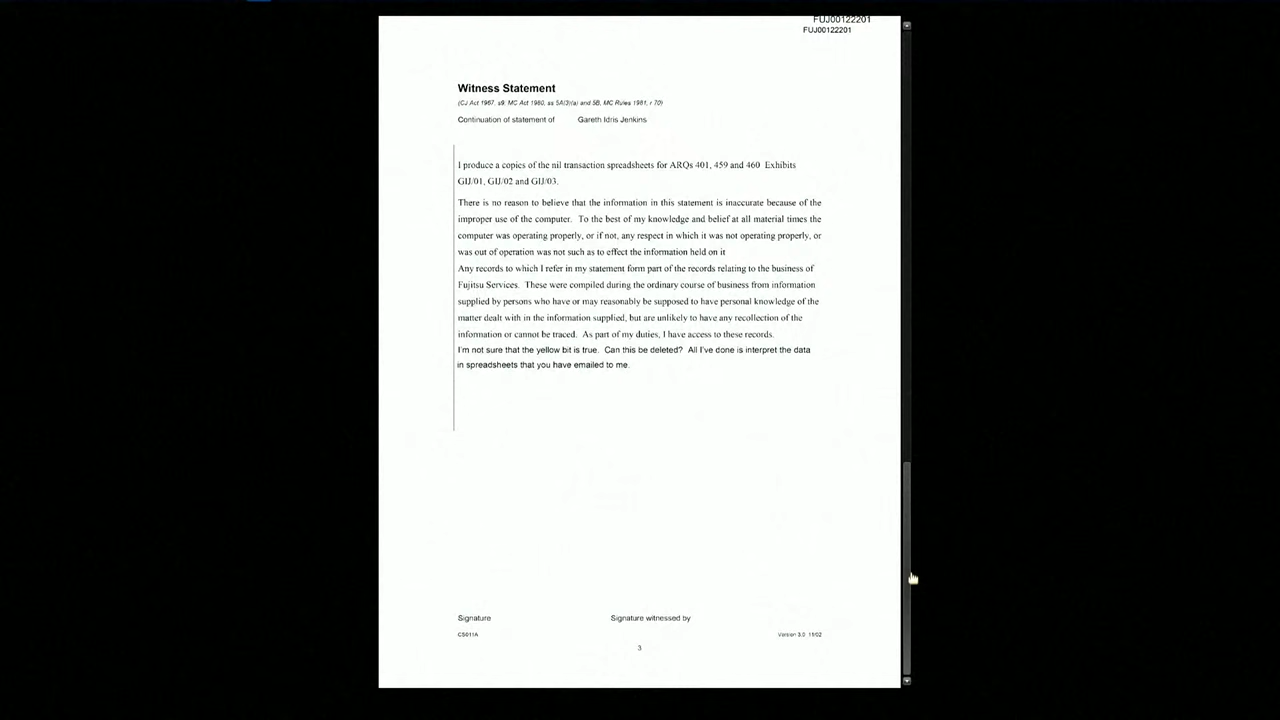 FUJ00122201
FUJ00122201
Witness Statement
(CJ Act 1967, s9; MC Act 1980, ss 5A(3)(a) and 5B, MC Rules 1981, r 70)
Continuation of statement of Gareth Idris Jenkins
I produce a copies of the nil transaction spreadsheets for ARQs 401, 459 and 460 Exhibits
GIJ/01, GIJ/02 and GIJ/03.
There is no reason to believe that the information in this statement is inaccurate because of the
improper use of the computer. To the best of my knowledge and belief at all material times the
computer was operating properly, or if not, any respect in which it was not operating properly, or
was out of operation was not such as to effect the information held on it
Any records to which I refer in my statement form part of the records relating to the business of
Fujitsu Services. These were compiled during the ordinary course of business from information
supplied by persons who have or may reasonably be supposed to have personal knowledge of the
matter dealt with in the information supplied, but are unlikely to have any recollection of the
information or cannot be traced. As part of my duties, I have access to these records.
I'm not sure that the yellow bit is true. Can this be deleted? All I've done is interpret the data
in spreadsheets that you have emailed to me.
Signature Signature witnessed by
CS011A Version 3.0 11/02
3